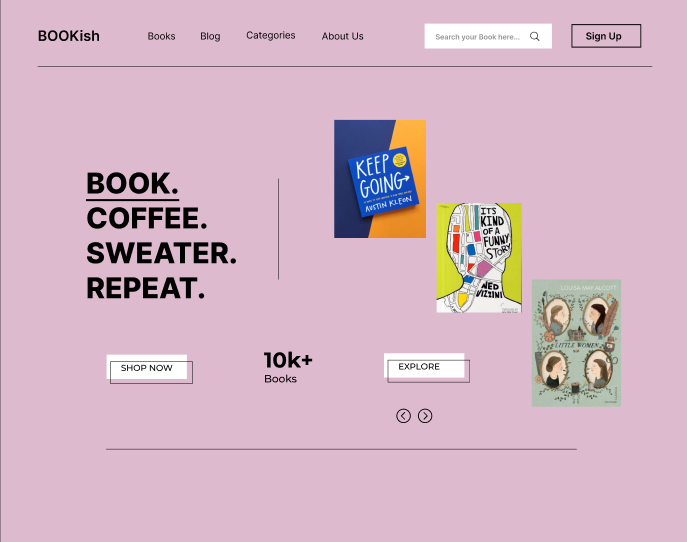 BOOKish
Books
Blog
Categories
About Us
Search your Book here...
Sign Up
BOOK.
COFFEE.
SWEATER.
REPEAT.
KEEP
GOING
AUSTIN KLEON
ITS
KIND
OF A
FUNNY
STORY
NED
VIZZINI
LOUISA MAY ALCOTT
LITTLE WOMEN
SHOP NOW
10k+
Books
EXPLORE